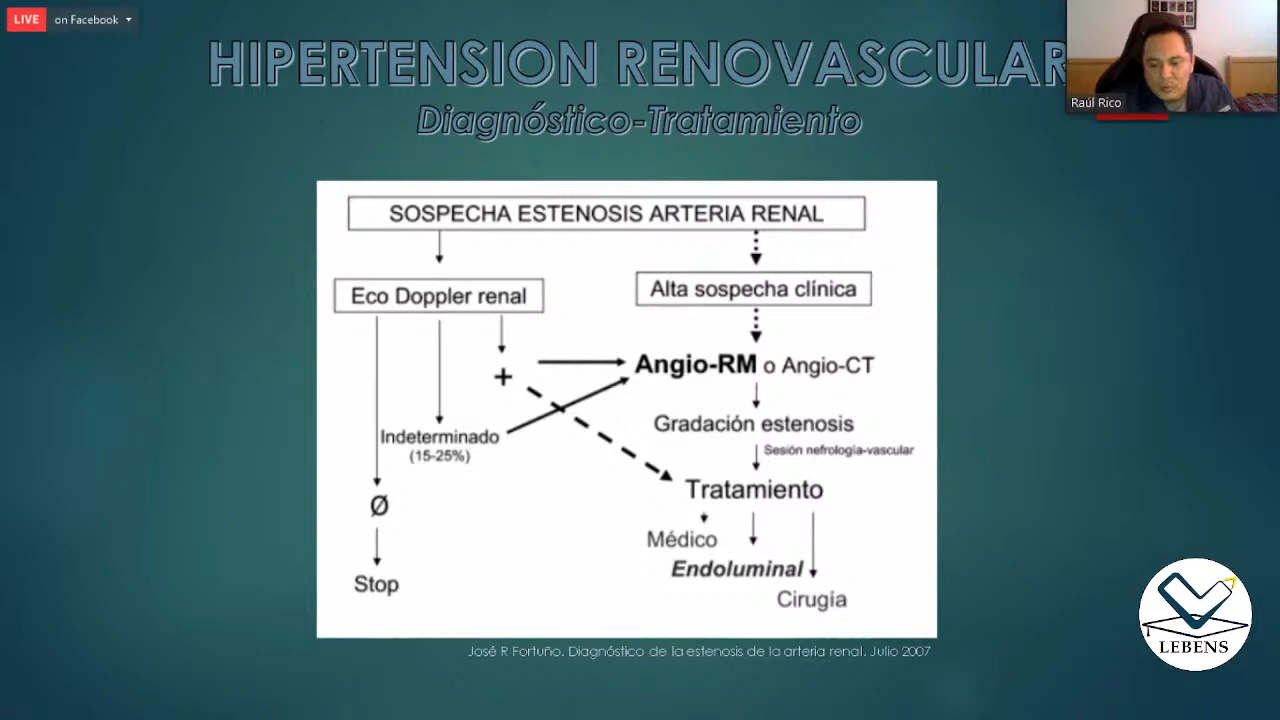 LIVE on Facebook
HIPERTENSION RENOVASCULAR
Diagnóstico-Tratamiento
Raúl Rico
SOSPECHA ESTENOSIS ARTERIA RENAL
Eco Doppler renal
Alta sospecha clínica
+
Angio-RM o Angio-CT
Indeterminado
(15-25%)
Gradación estenosis
Sesión nefrología-vascular
Ø
Tratamiento
Médico
Stop
Endoluminal
Cirugía
José R Fortuño. Diagnóstico de la estenosis de la arteria renal. Julio 2007
LEBENS